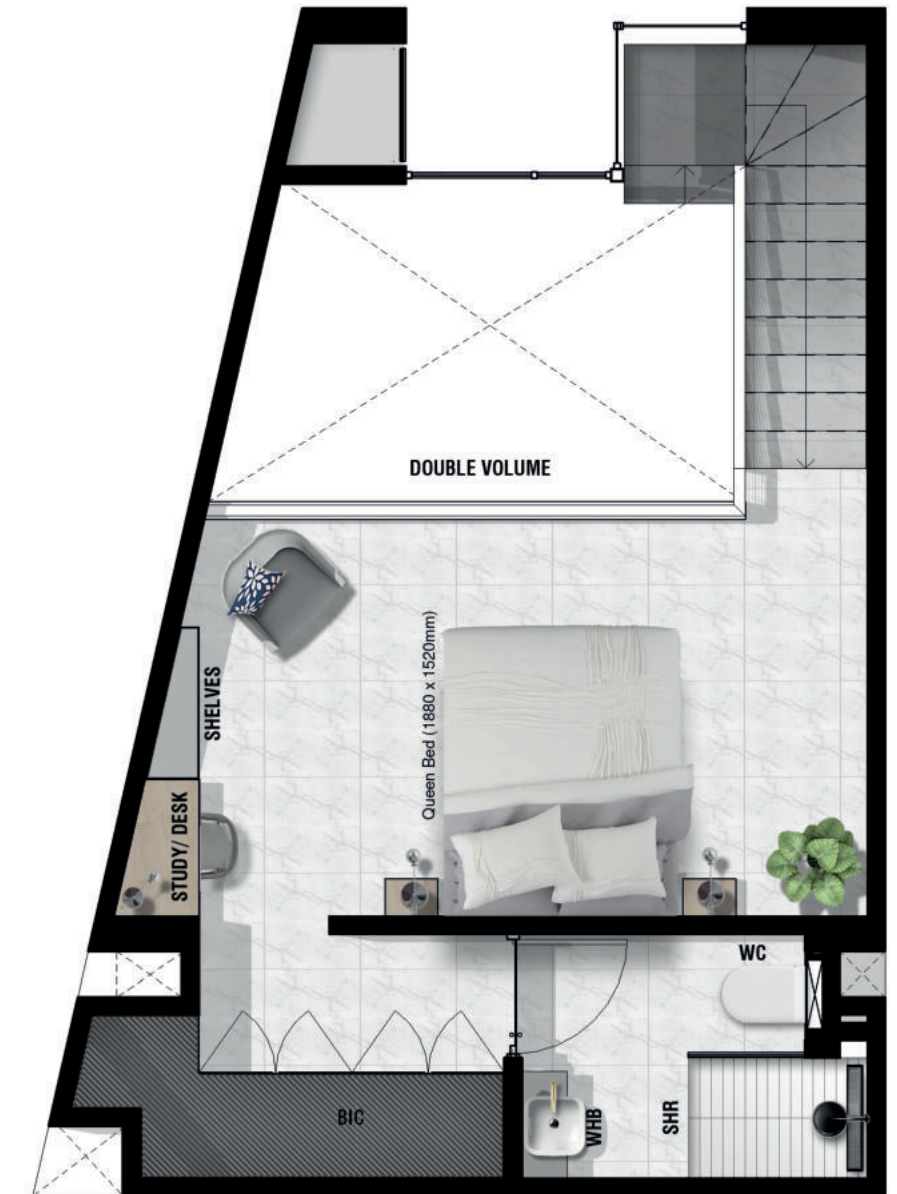 DOUBLE VOLUME
SHELVES
Queen Bed (1880 x 1520mm)
STUDY/ DESK
WC
BIC
WHB
SHR